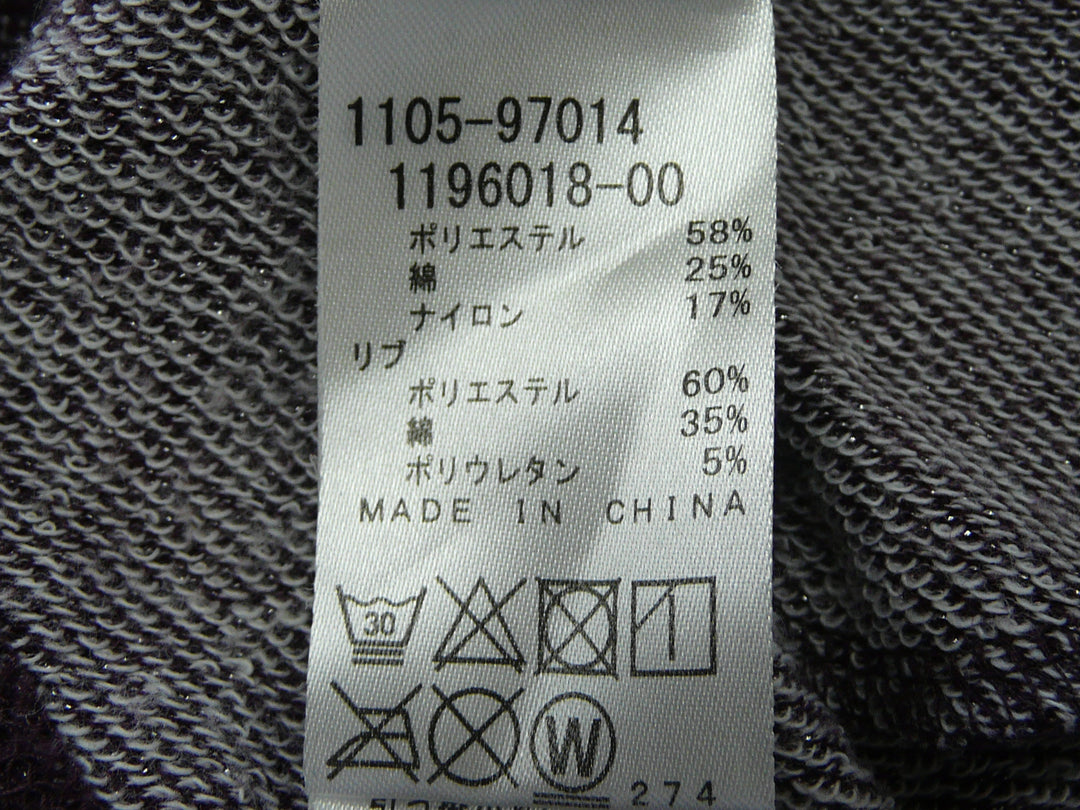 1105-97014
1196018-00
ポリエステル 58%
綿 25%
ナイロン 17%
リブ
ポリエステル 60%
綿 35%
ポリウレタン 5%
MADE IN CHINA
30
W
274